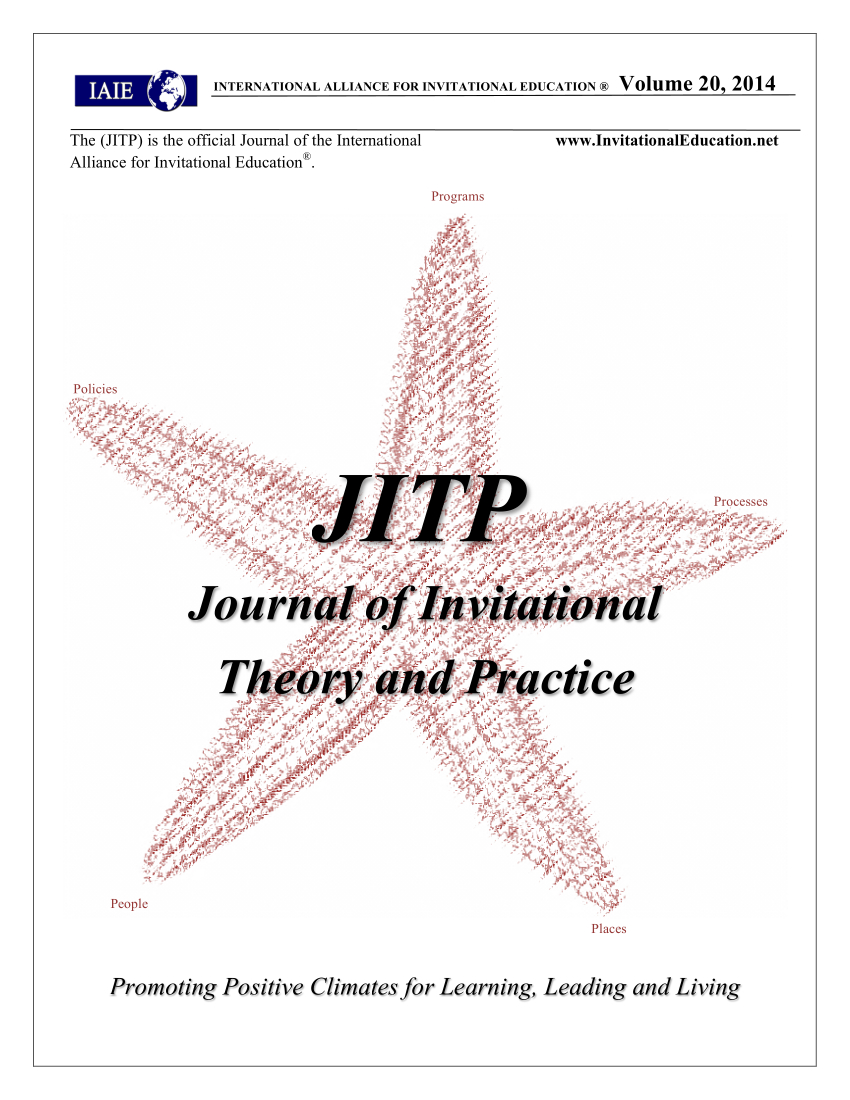 IAIE
INTERNATIONAL ALLIANCE FOR INVITATIONAL EDUCATION ® Volume 20, 2014
The (JITP) is the official Journal of the International
Alliance for Invitational Education®.
www.InvitationalEducation.net
Programs
Policies
JITP
Processes
Journal of Invitational
Theory and Practice
People
Places
Promoting Positive Climates for Learning, Leading and Living